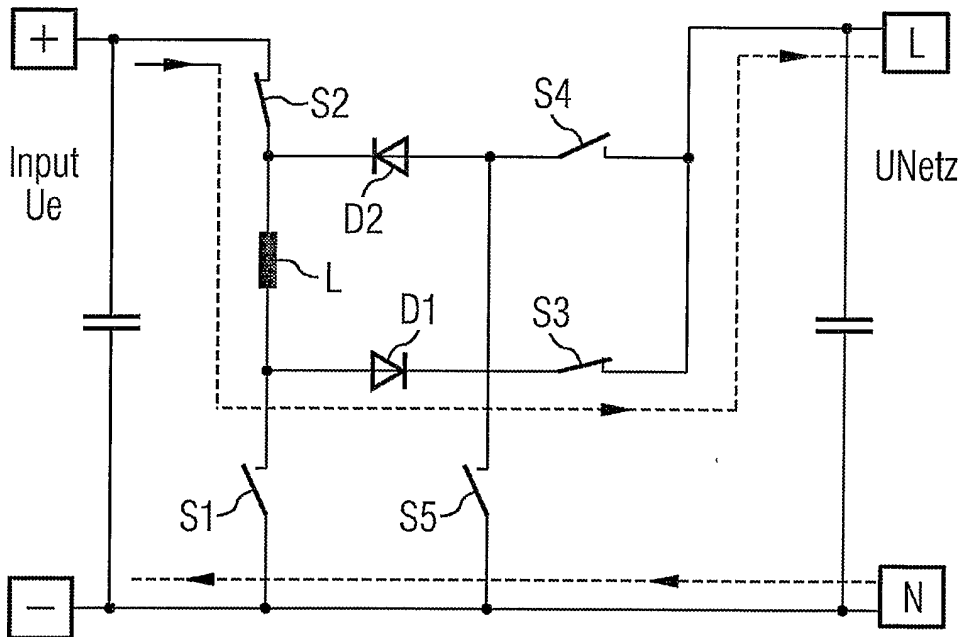 +
L
S2
S4
Input
Ue
UNetz
D2
L
D1
S3
S1
S5
−
N